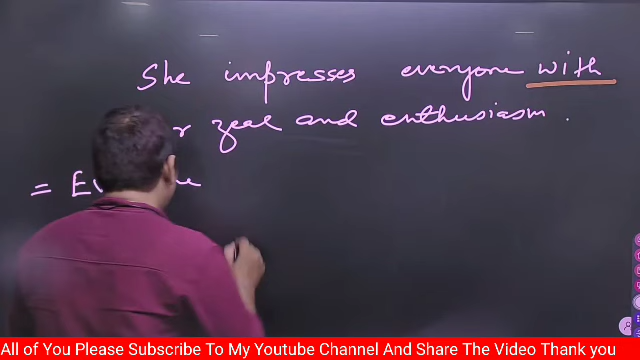 She impresses everyone with
zeal and enthusiasm .
=
All of You Please Subscribe To My Youtube Channel And Share The Video Thank you